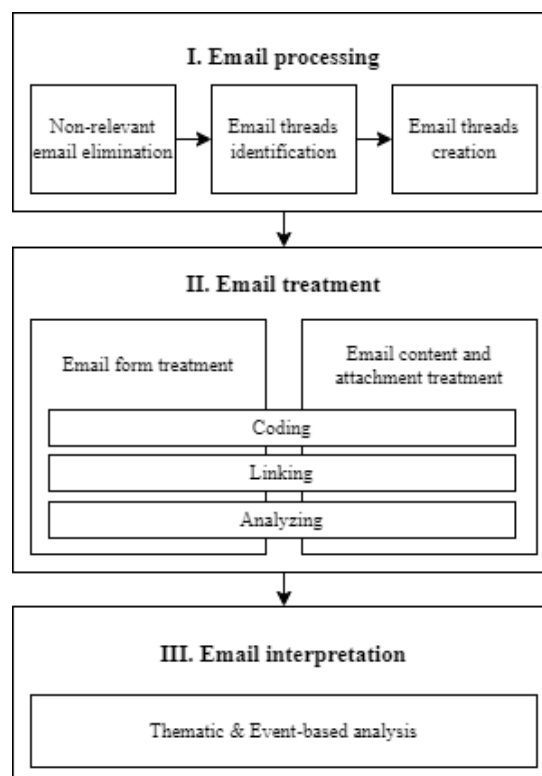 I. Email processing
Non-relevant
email elimination
Email threads
identification
Email threads
creation
II. Email treatment
Email form treatment
Email content and
attachment treatment
Coding
Linking
Analyzing
III. Email interpretation
Thematic & Event-based analysis